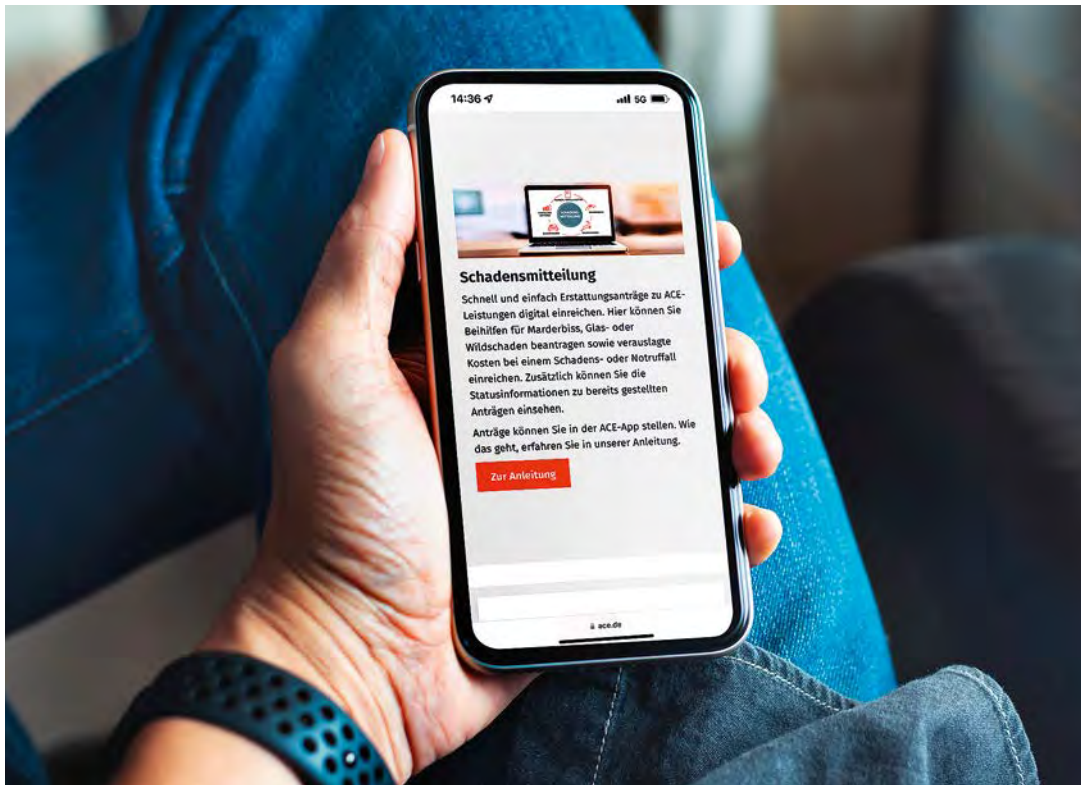 14:36
5G
SCHADENS-
MITTEILUNG
Schadensmitteilung
Schnell und einfach Erstattungsanträge zu ACE-
Leistungen digital einreichen. Hier können Sie
Beihilfen für Marderbiss, Glas- oder
Wildschaden beantragen sowie verauslagte
Kosten bei einem Schadens- oder Notruffall
einreichen. Zusätzlich können Sie die
Statusinformationen zu bereits gestellten
Anträgen einsehen.
Anträge können Sie in der ACE-App stellen. Wie
das geht, erfahren Sie in unserer Anleitung.
Zur Anleitung
ace.de